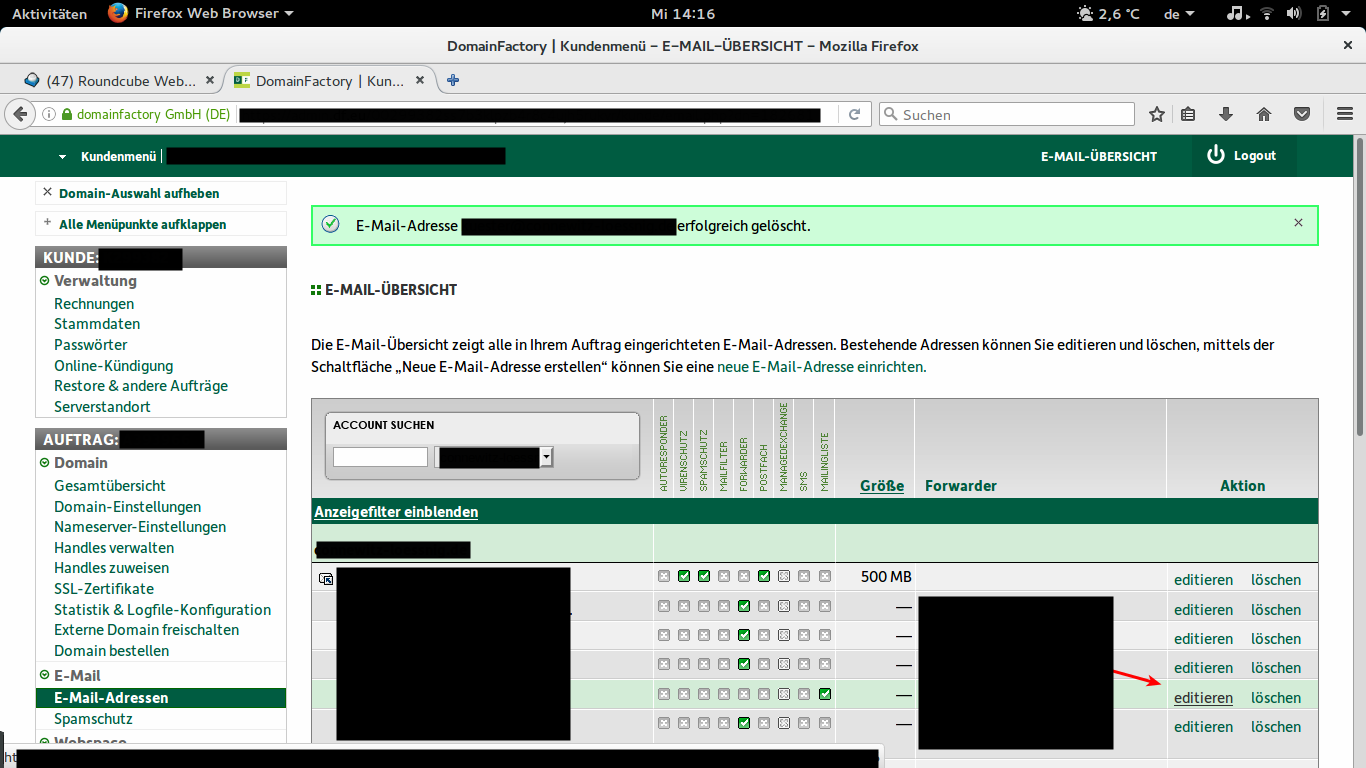 Aktivitäten Firefox Web Browser Mi 14:16 2,6 °C de
DomainFactory | Kundenmenü – E-MAIL-ÜBERSICHT – Mozilla Firefox
(47) Roundcube Web... DomainFactory | Kun...
domainfactory GmbH (DE) Suchen
Kundenmenü | E-MAIL-ÜBERSICHT Logout
Domain-Auswahl aufheben
Alle Menüpunkte aufklappen
KUNDE:
Verwaltung
Rechnungen
Stammdaten
Passwörter
Online-Kündigung
Restore & andere Aufträge
Serverstandort
AUFTRAG:
Domain
Gesamtübersicht
Domain-Einstellungen
Nameserver-Einstellungen
Handles verwalten
Handles zuweisen
SSL-Zertifikate
Statistik & Logfile-Konfiguration
Externe Domain freischalten
Domain bestellen
E-Mail
E-Mail-Adressen
Spamschutz
Webspace
E-Mail-Adresse erfolgreich gelöscht.
E-MAIL-ÜBERSICHT
Die E-Mail-Übersicht zeigt alle in Ihrem Auftrag eingerichteten E-Mail-Adressen. Bestehende Adressen können Sie editieren und löschen, mittels der
Schaltfläche „Neue E-Mail-Adresse erstellen“ können Sie eine neue E-Mail-Adresse einrichten.
ACCOUNT SUCHEN
AUTORESPONDER
VIRENSCHUTZ
SPAMSCHUTZ
MAILFILTER
FORWARDER
POSTFACH
MANAGEDEXCHANGE
SMS
MAILINGLISTE
Größe Forwarder Aktion
Anzeigefilter einblenden
500 MB editieren löschen
— editieren löschen
— editieren löschen
— editieren löschen
— editieren löschen
— editieren löschen
ht